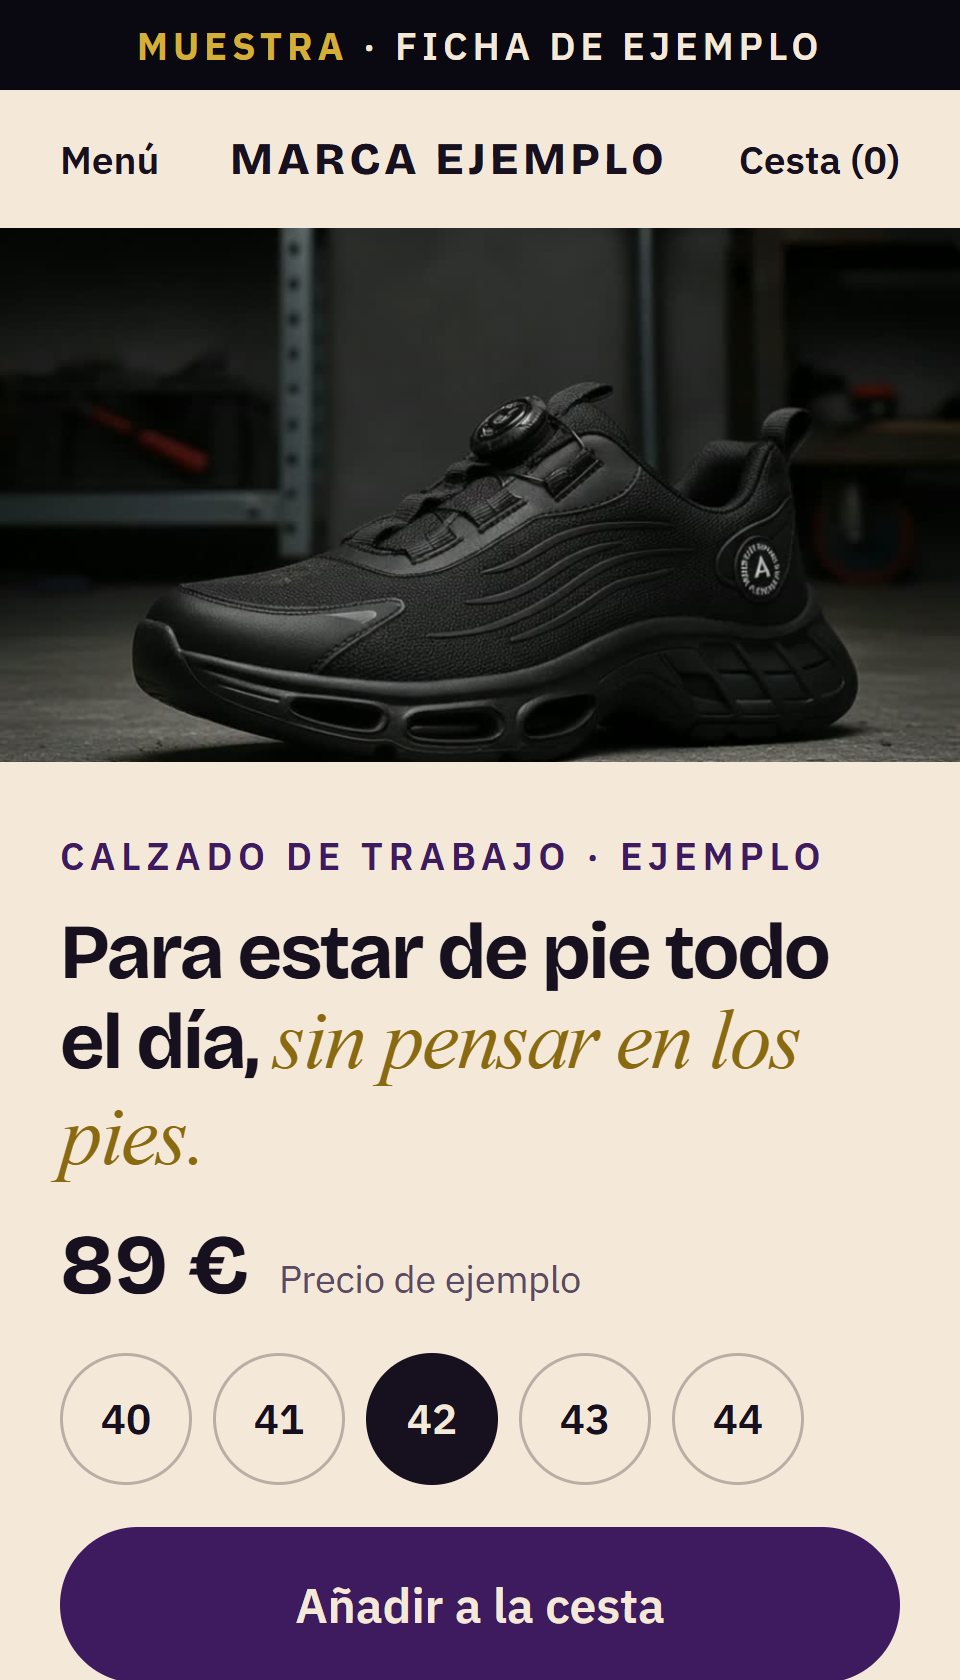 MUESTRA · FICHA DE EJEMPLO
Menú
MARCA EJEMPLO
Cesta (0)
A
CALZADO DE TRABAJO · EJEMPLO
Para estar de pie todo
el día, sin pensar en los
pies.
89 € Precio de ejemplo
40 41 42 43 44
Añadir a la cesta